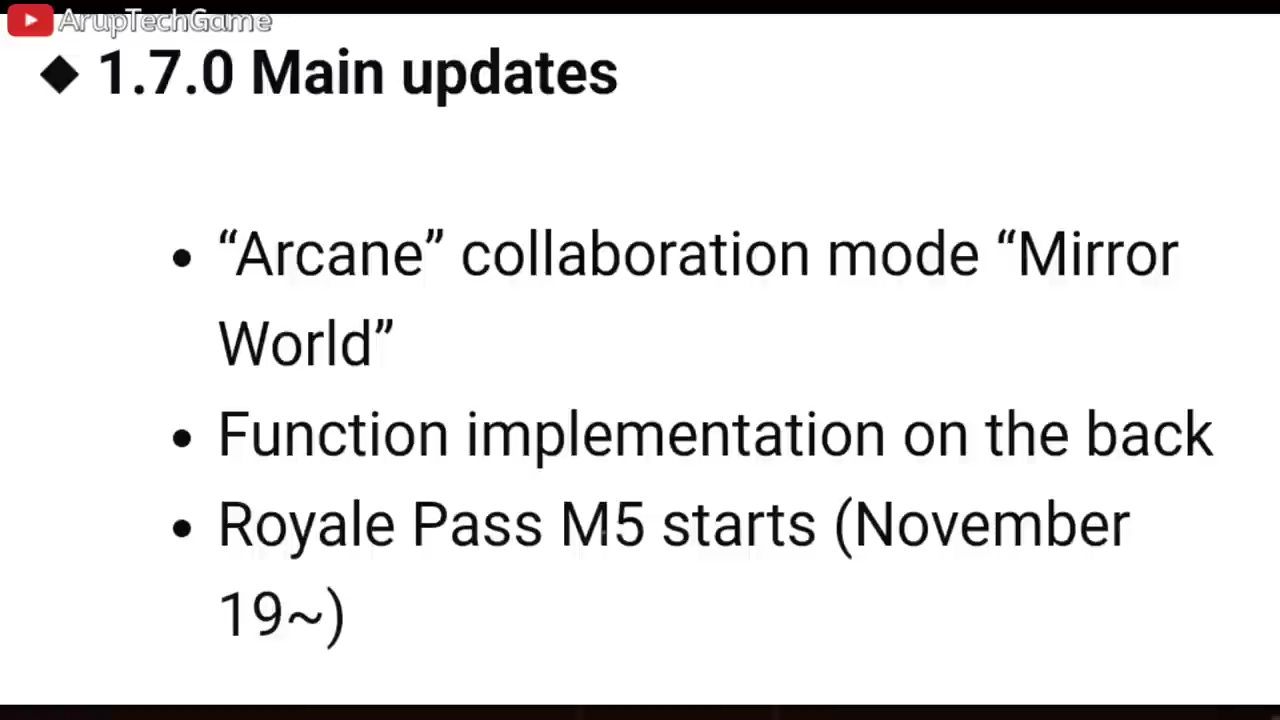 ArupTechGame
◆ 1.7.0 Main updates
• “Arcane” collaboration mode “Mirror
World”
• Function implementation on the back
• Royale Pass M5 starts (November
19~)